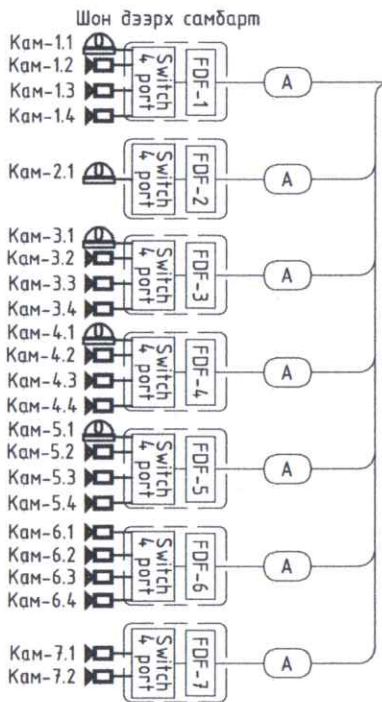 Шон дээрх самбарт
Кам-1.1
Кам-1.2
Кам-1.3
Кам-1.4
Switch
4 port
FDF-1
A
Кам-2.1
Switch
4 port
FDF-2
A
Кам-3.1
Кам-3.2
Кам-3.3
Кам-3.4
Switch
4 port
FDF-3
A
Кам-4.1
Кам-4.2
Кам-4.3
Кам-4.4
Switch
4 port
FDF-4
A
Кам-5.1
Кам-5.2
Кам-5.3
Кам-5.4
Switch
4 port
FDF-5
A
Кам-6.1
Кам-6.2
Кам-6.3
Кам-6.4
Switch
4 port
FDF-6
A
Кам-7.1
Кам-7.2
Switch
4 port
FDF-7
A